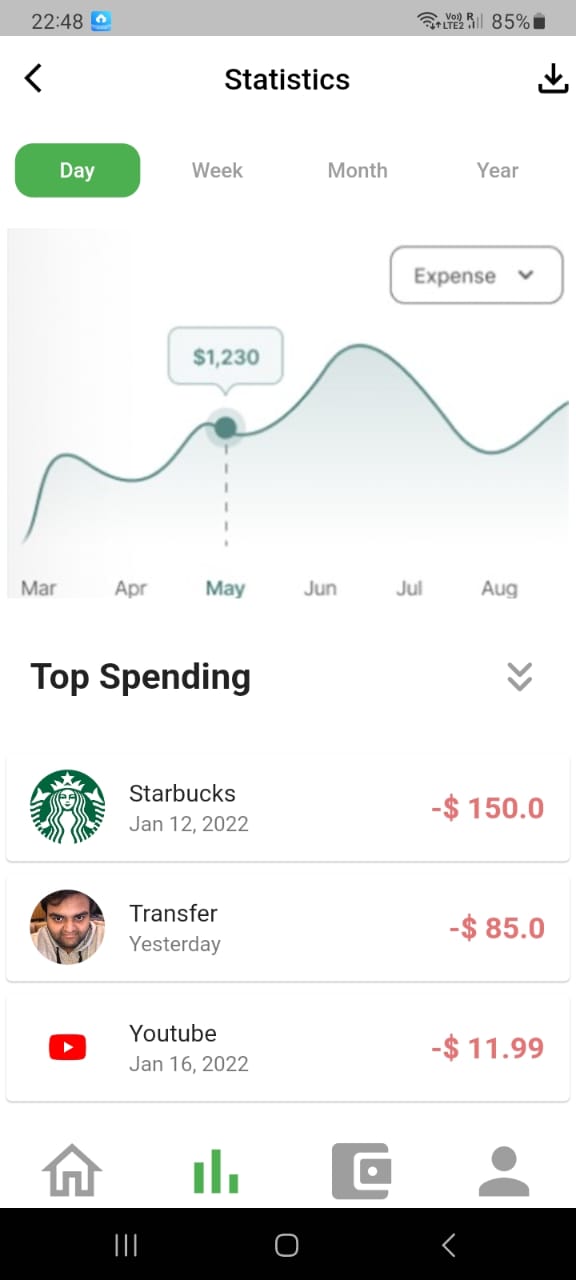 22:48 Vo) R LTE2 85%
Statistics
Day Week Month Year
Expense
$1,230
Mar Apr May Jun Jul Aug
Top Spending
Starbucks
Jan 12, 2022
-$ 150.0
Transfer
Yesterday
-$ 85.0
Youtube
Jan 16, 2022
-$ 11.99